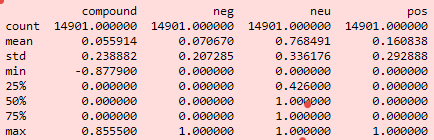 compound neg neu pos
count 14901.000000 14901.000000 14901.000000 14901.000000
mean 0.055914 0.070670 0.768491 0.160838
std 0.238882 0.207285 0.336176 0.292888
min -0.877900 0.000000 0.000000 0.000000
25% 0.000000 0.000000 0.426000 0.000000
50% 0.000000 0.000000 1.000000 0.000000
75% 0.000000 0.000000 1.000000 0.000000
max 0.855500 1.000000 1.000000 1.000000